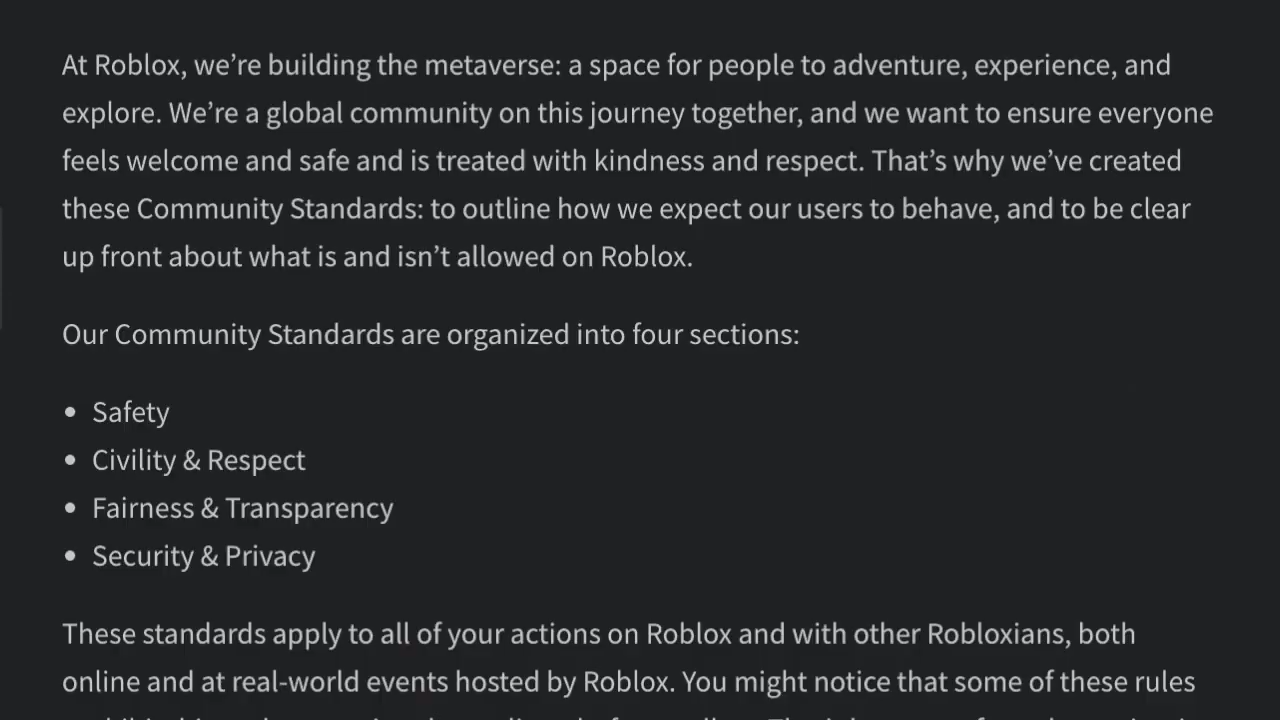 At Roblox, we’re building the metaverse: a space for people to adventure, experience, and
explore. We’re a global community on this journey together, and we want to ensure everyone
feels welcome and safe and is treated with kindness and respect. That’s why we’ve created
these Community Standards: to outline how we expect our users to behave, and to be clear
up front about what is and isn’t allowed on Roblox.
Our Community Standards are organized into four sections:
• Safety
• Civility & Respect
• Fairness & Transparency
• Security & Privacy
These standards apply to all of your actions on Roblox and with other Robloxians, both
online and at real-world events hosted by Roblox. You might notice that some of these rules